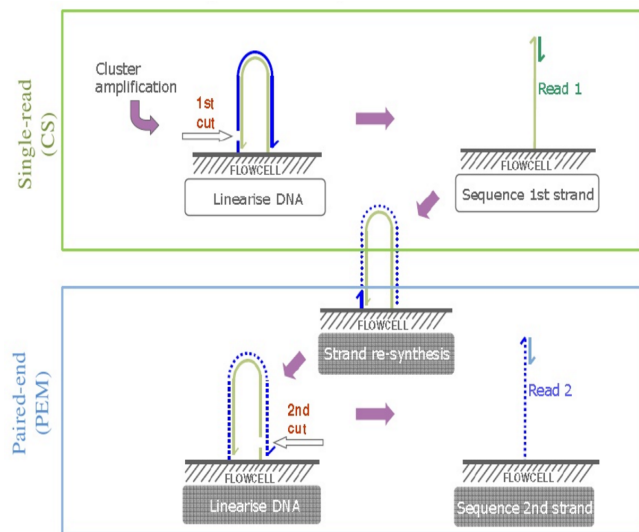 Single-read
(CS)
Cluster
amplification
1st
cut
FLOWCELL
Linearise DNA
Read 1
FLOWCELL
Sequence 1st strand
FLOWCELL
Strand re-synthesis
Paired-end
(PEM)
2nd
cut
FLOWCELL
Linearise DNA
Read 2
FLOWCELL
Sequence 2nd strand